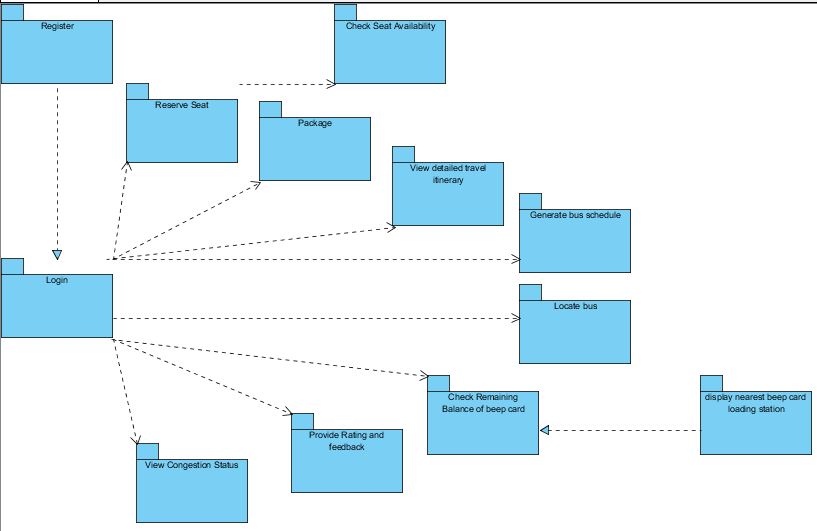 Register
Check Seat Availability
Reserve Seat
Package
View detailed travel
itinerary
Generate bus schedule
Login
Locate bus
Check Remaining
Balance of beep card
display nearest beep card
loading station
Provide Rating and
feedback
View Congestion Status